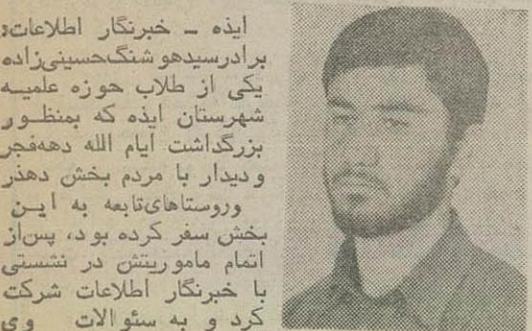 ایذه ـ خبرنگار اطلاعات:
برادرسیدهوشنگ‌حسینی‌زاده
یکی از طلاب حوزه علمیه
شهرستان ایذه که بمنظور
بزرگداشت ایام الله دهه‌فجر
ودیدار با مردم بخش دهدز
وروستاهای‌تابعه به این
بخش سفر کرده بود، پس‌از
اتمام ماموریتش در نشستی
با خبرنگار اطلاعات شرکت
کرد و به سئوالات وی